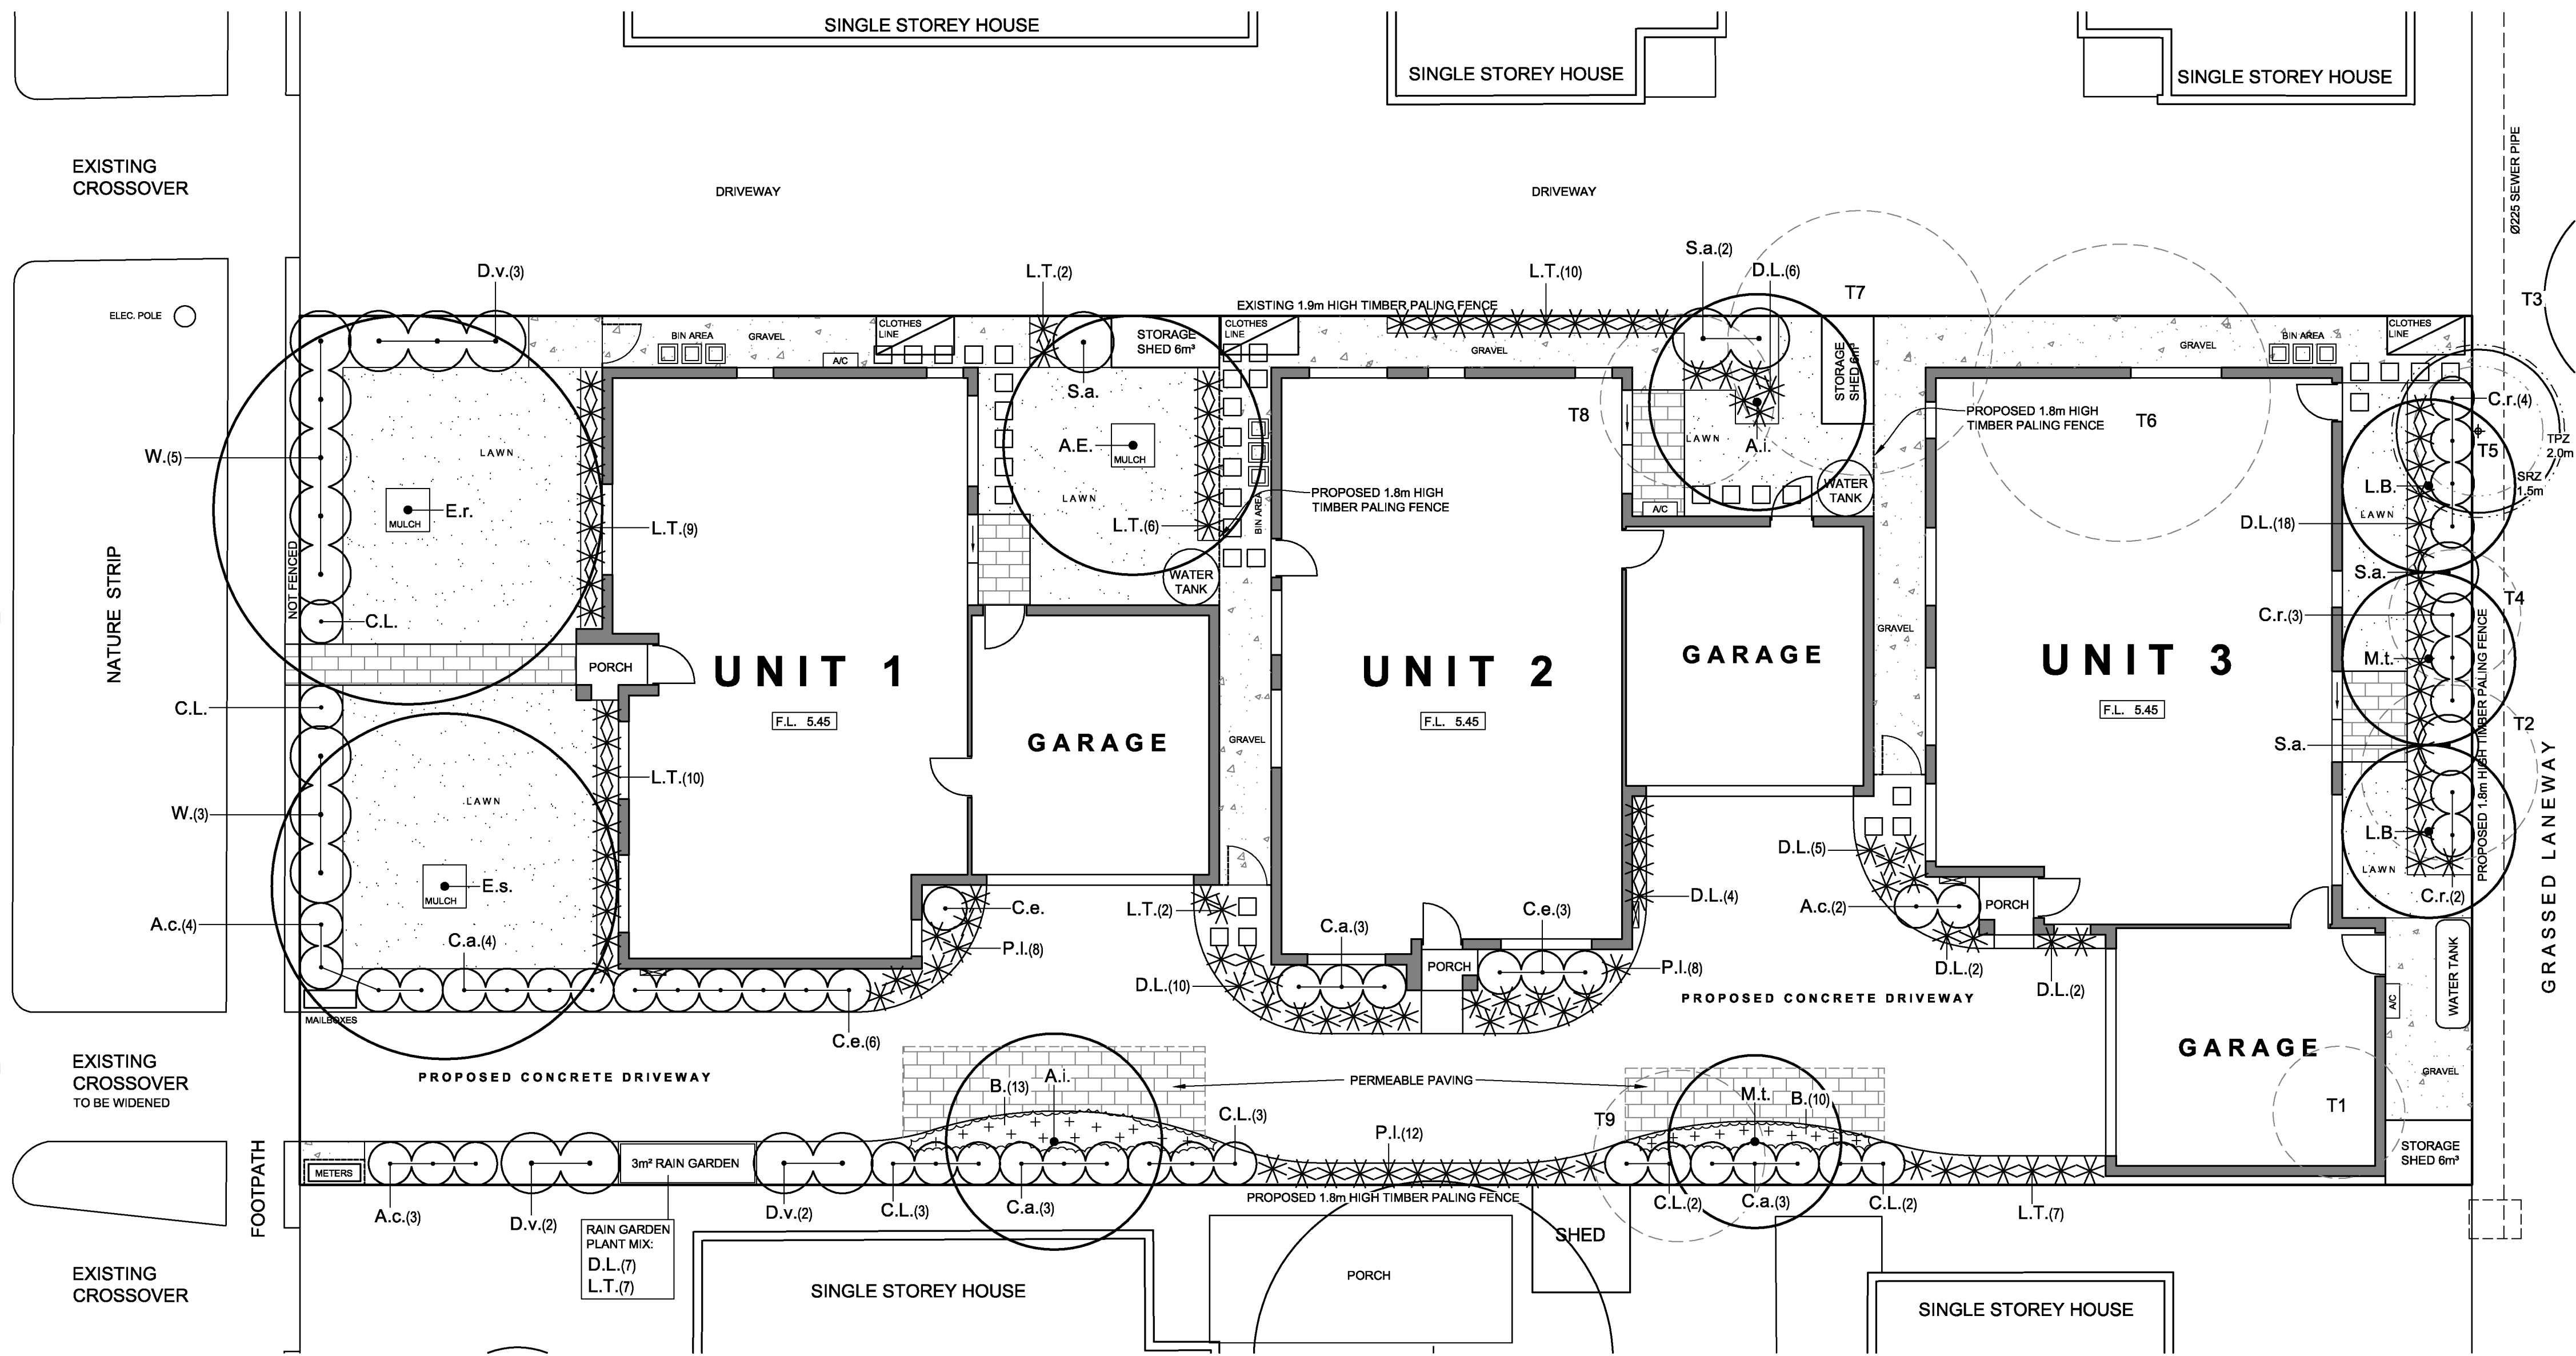 SINGLE STOREY HOUSE
SINGLE STOREY HOUSE
SINGLE STOREY HOUSE
EXISTING
CROSSOVER
DRIVEWAY
DRIVEWAY
Ø225 SEWER PIPE
D.v.(3)
L.T.(2)
L.T.(10)
S.a.(2)
D.L.(6)
T7
T3
ELEC. POLE
EXISTING 1.9m HIGH TIMBER PALING FENCE
BIN AREA
GRAVEL
A/C
CLOTHES
LINE
STORAGE
SHED 6m³
CLOTHES
LINE
GRAVEL
STORAGE
SHED 6m³
GRAVEL
BIN AREA
CLOTHES
LINE
S.a.
T8
LAWN
A.i.
PROPOSED 1.8m HIGH
TIMBER PALING FENCE
T6
C.r.(4)
T5
TPZ
2.0m
SRZ
1.5m
W.(5)
LAWN
A.E.
MULCH
LAWN
L.T.(6)
BIN AREA
PROPOSED 1.8m HIGH
TIMBER PALING FENCE
A/C
WATER
TANK
L.B.
LAWN
D.L.(18)
MULCH
E.r.
L.T.(9)
WATER
TANK
S.a.
T4
NATURE STRIP
NOT FENCED
C.L.
C.r.(3)
PORCH
UNIT 1
F.L. 5.45
UNIT 2
F.L. 5.45
GARAGE
GRAVEL
UNIT 3
F.L. 5.45
M.t.
PROPOSED 1.8m HIGH TIMBER PALING FENCE
C.L.
GARAGE
GRAVEL
S.a.
T2
L.T.(10)
W.(3)
LAWN
L.B.
LAWN
D.L.(5)
GRASSED LANEWAY
MULCH
E.s.
C.e.
L.T.(2)
C.a.(3)
C.e.(3)
D.L.(4)
A.c.(2)
PORCH
C.r.(2)
A.c.(4)
C.a.(4)
P.I.(8)
D.L.(10)
PORCH
P.I.(8)
D.L.(2)
D.L.(2)
A/C
WATER TANK
PROPOSED CONCRETE DRIVEWAY
MAILBOXES
C.e.(6)
EXISTING
CROSSOVER
TO BE WIDENED
PROPOSED CONCRETE DRIVEWAY
B.(13)
A.i.
PERMEABLE PAVING
M.t.
B.(10)
GARAGE
GRAVEL
T1
T9
C.L.(3)
P.I.(12)
FOOTPATH
METERS
3m² RAIN GARDEN
STORAGE
SHED 6m³
PROPOSED 1.8m HIGH TIMBER PALING FENCE
A.c.(3)
D.v.(2)
D.v.(2)
C.L.(3)
C.a.(3)
C.L.(2)
C.a.(3)
C.L.(2)
L.T.(7)
RAIN GARDEN
PLANT MIX:
D.L.(7)
L.T.(7)
SHED
EXISTING
CROSSOVER
SINGLE STOREY HOUSE
PORCH
SINGLE STOREY HOUSE